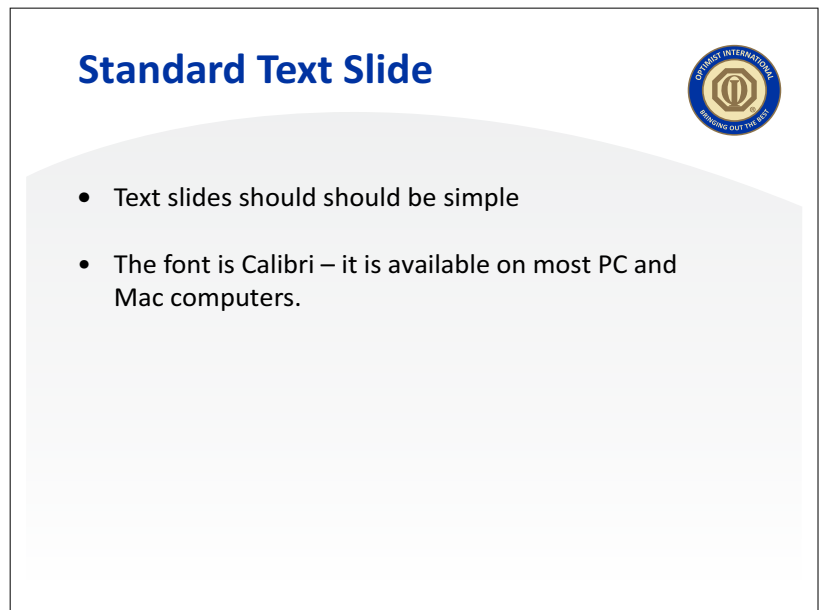 Standard Text Slide
OPTIMIST INTERNATIONAL
BRINGING OUT THE BEST
®
• Text slides should should be simple
• The font is Calibri – it is available on most PC and
Mac computers.